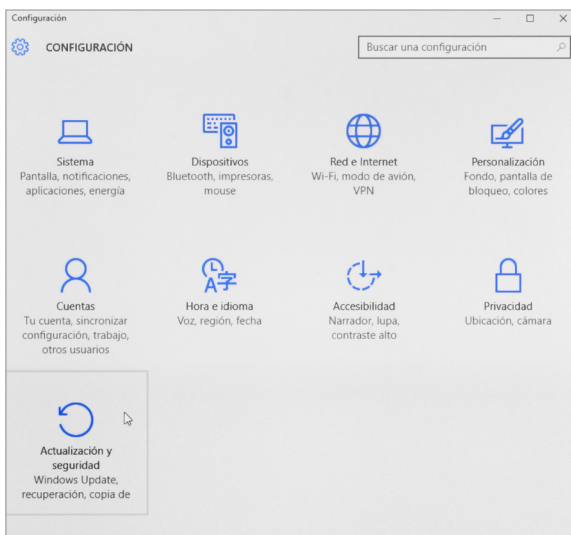 Configuración
CONFIGURACIÓN
Buscar una configuración
Sistema
Pantalla, notificaciones,
aplicaciones, energía
Dispositivos
Bluetooth, impresoras,
mouse
Red e Internet
Wi-Fi, modo de avión,
VPN
Personalización
Fondo, pantalla de
bloqueo, colores
Cuentas
Tu cuenta, sincronizar
configuración, trabajo,
otros usuarios
A字
Hora e idioma
Voz, región, fecha
Accesibilidad
Narrador, lupa,
contraste alto
Privacidad
Ubicación, cámara
Actualización y
seguridad
Windows Update,
recuperación, copia de